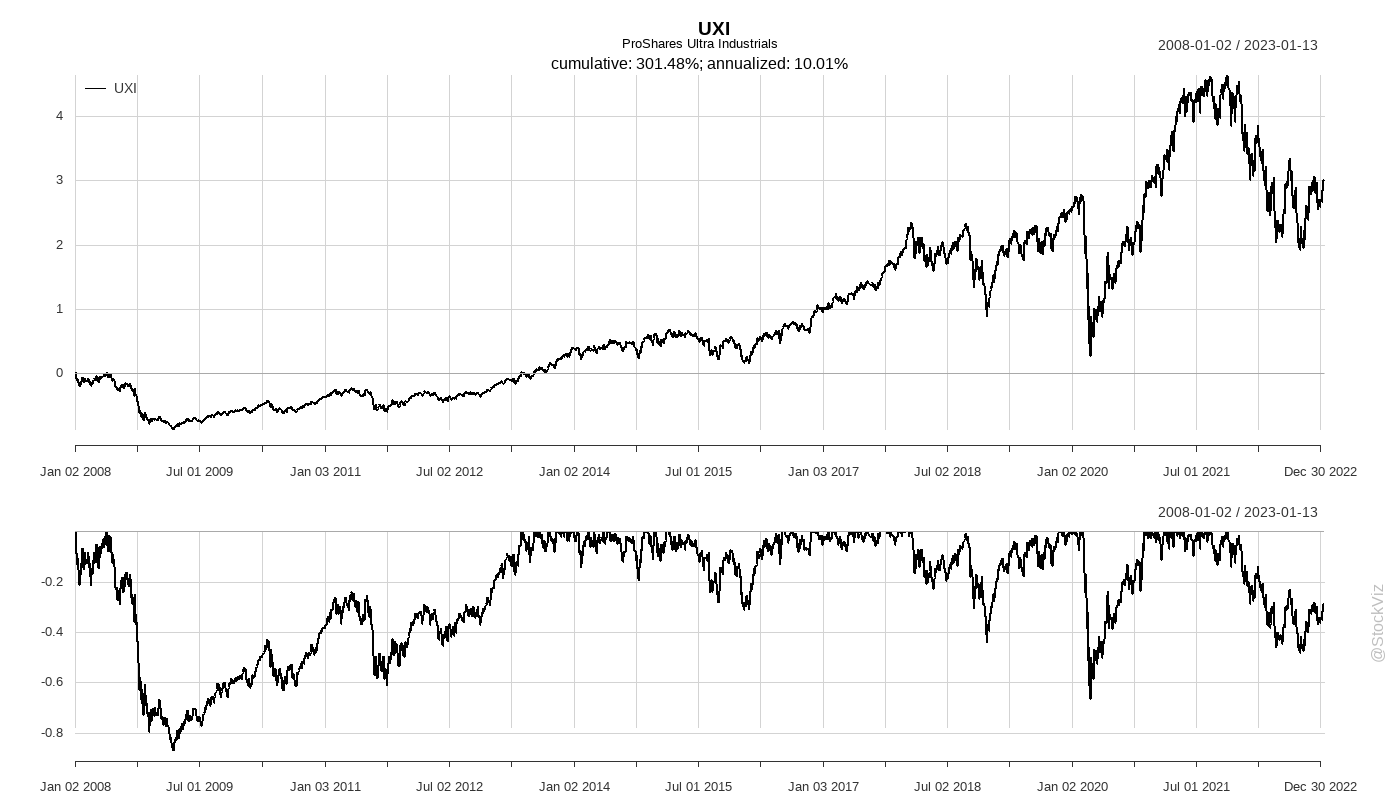 UXI
ProShares Ultra Industrials
2008-01-02 / 2023-01-13
cumulative: 301.48%; annualized: 10.01%
UXI
4
3
2
1
0
Jan 02 2008 Jul 01 2009 Jan 03 2011 Jul 02 2012 Jan 02 2014 Jul 01 2015 Jan 03 2017 Jul 02 2018 Jan 02 2020 Jul 01 2021 Dec 30 2022
2008-01-02 / 2023-01-13
-0.2
-0.4
-0.6
-0.8
Jan 02 2008 Jul 01 2009 Jan 03 2011 Jul 02 2012 Jan 02 2014 Jul 01 2015 Jan 03 2017 Jul 02 2018 Jan 02 2020 Jul 01 2021 Dec 30 2022
@StockViz